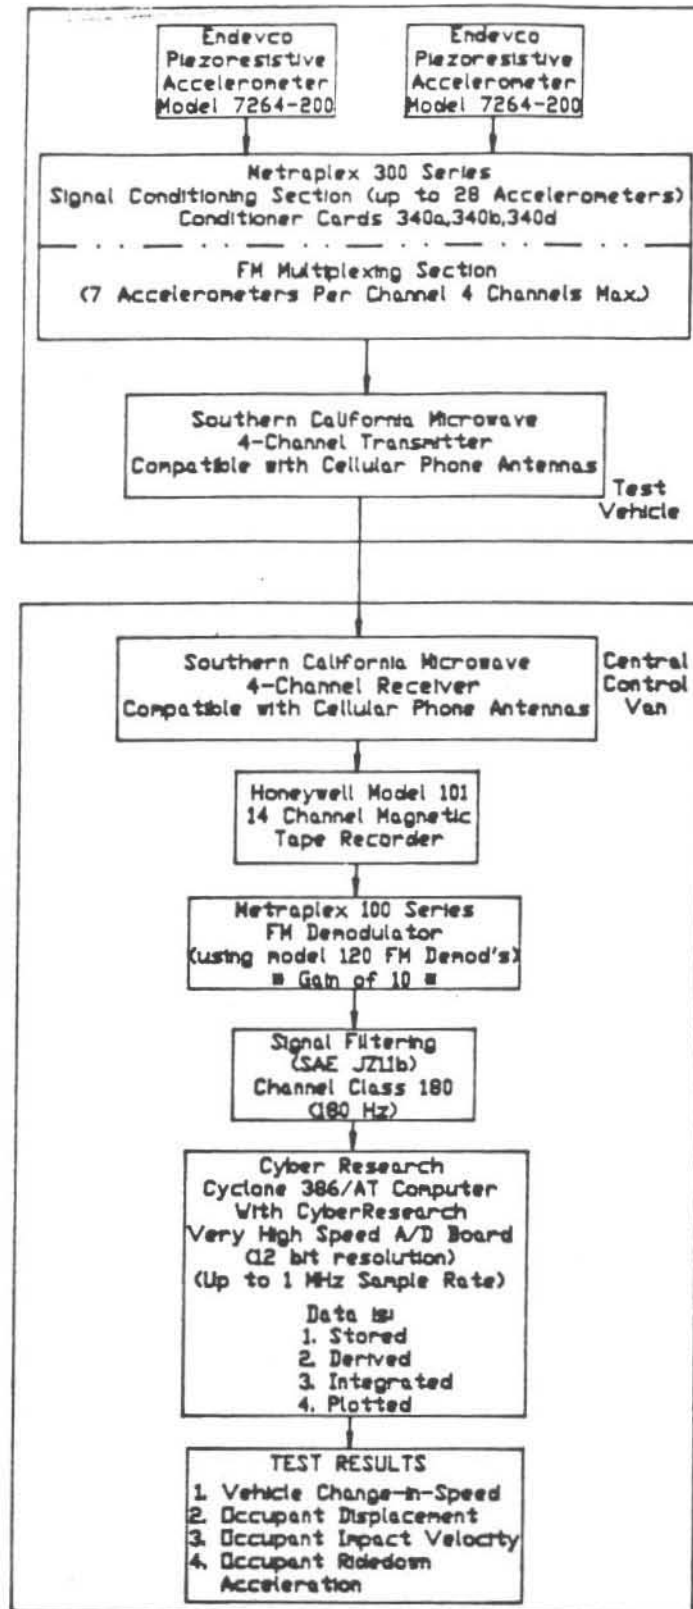 Endevco
Piezoresistive
Accelerometer
Model 7264-200
Endevco
Piezoresistive
Accelerometer
Model 7264-200
Metraplex 300 Series
Signal Conditioning Section (up to 28 Accelerometers)
Conditioner Cards 340a,340b,340d
FM Multiplexing Section
(7 Accelerometers Per Channel 4 Channels Max.)
Southern California Microwave
4-Channel Transmitter
Compatible with Cellular Phone Antennas
Test
Vehicle
Southern California Microwave
4-Channel Receiver
Compatible with Cellular Phone Antennas
Central
Control
Van
Honeywell Model 101
14 Channel Magnetic
Tape Recorder
Metraplex 100 Series
FM Demodulator
(using model 120 FM Demod's)
* Gain of 10 *
Signal Filtering
(SAE J211b)
Channel Class 180
(180 Hz)
Cyber Research
Cyclone 386/AT Computer
With CyberResearch
Very High Speed A/D Board
(12 bit resolution)
(Up to 1 MHz Sample Rate)
Data is:
1. Stored
2. Derived
3. Integrated
4. Plotted
TEST RESULTS
1. Vehicle Change-in-Speed
2. Occupant Displacement
3. Occupant Impact Velocity
4. Occupant Ridedown
Acceleration